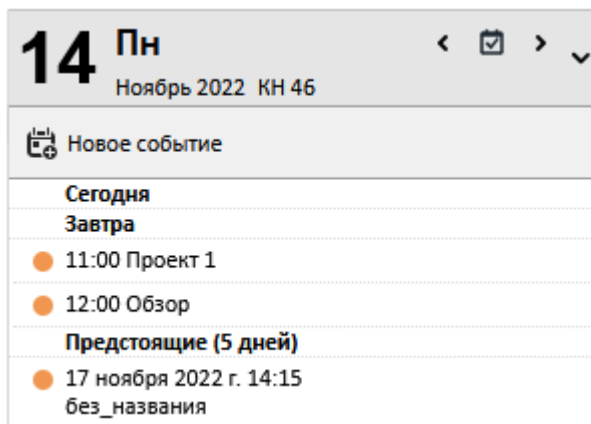 14 Пн
Ноябрь 2022 КН 46
Новое событие
Сегодня
Завтра
11:00 Проект 1
12:00 Обзор
Предстоящие (5 дней)
17 ноября 2022 г. 14:15
без_названия